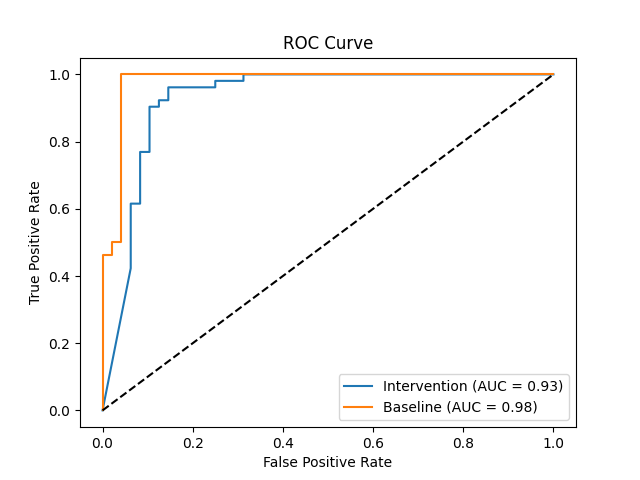 ROC Curve
True Positive Rate
1.0
0.8
0.6
0.4
0.2
0.0
Intervention (AUC = 0.93)
Baseline (AUC = 0.98)
0.0 0.2 0.4 0.6 0.8 1.0
False Positive Rate